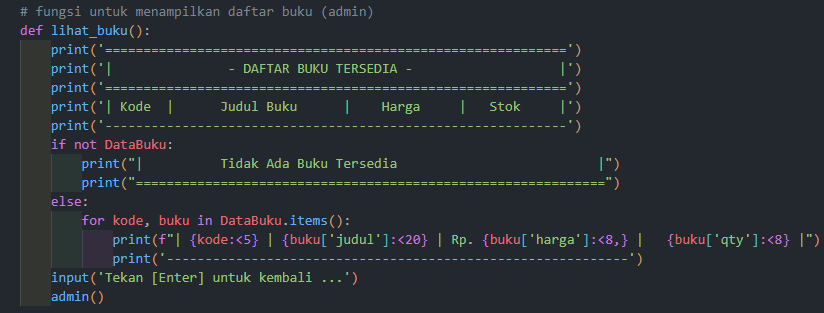 # fungsi untuk menampilkan daftar buku (admin)
def lihat_buku():
    print('============================================================')
    print('|               - DAFTAR BUKU TERSEDIA -                   |')
    print('============================================================')
    print('| Kode  |      Judul Buku      |    Harga     |   Stok     |')
    print('------------------------------------------------------------')
    if not DataBuku:
        print("|          Tidak Ada Buku Tersedia                          |")
        print("=============================================================")
    else:
        for kode, buku in DataBuku.items():
            print(f"| {kode:<5} | {buku['judul']:<20} | Rp. {buku['harga']:<8,} |   {buku['qty']:<8} |")
            print('------------------------------------------------------------')
    input('Tekan [Enter] untuk kembali ...')
    admin()